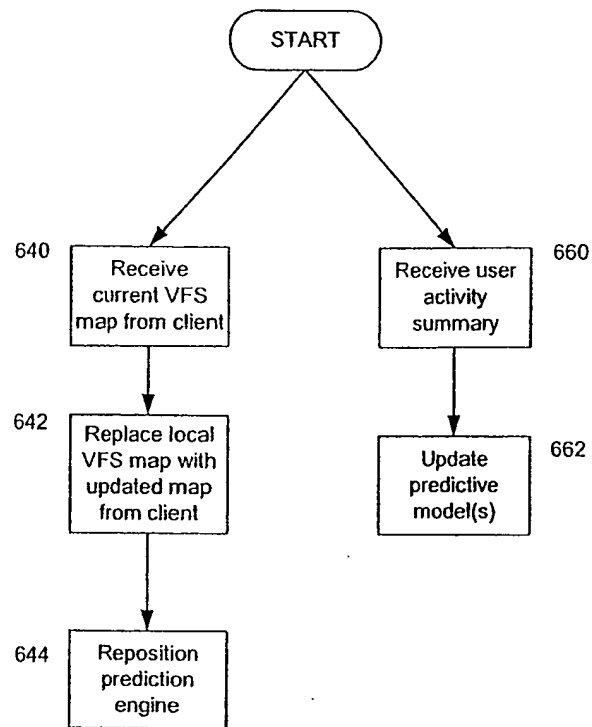 START
640
Receive
current VFS
map from client
660
Receive user
activity
summary
642
Replace local
VFS map with
updated map
from client
662
Update
predictive
model(s)
644
Reposition
prediction
engine